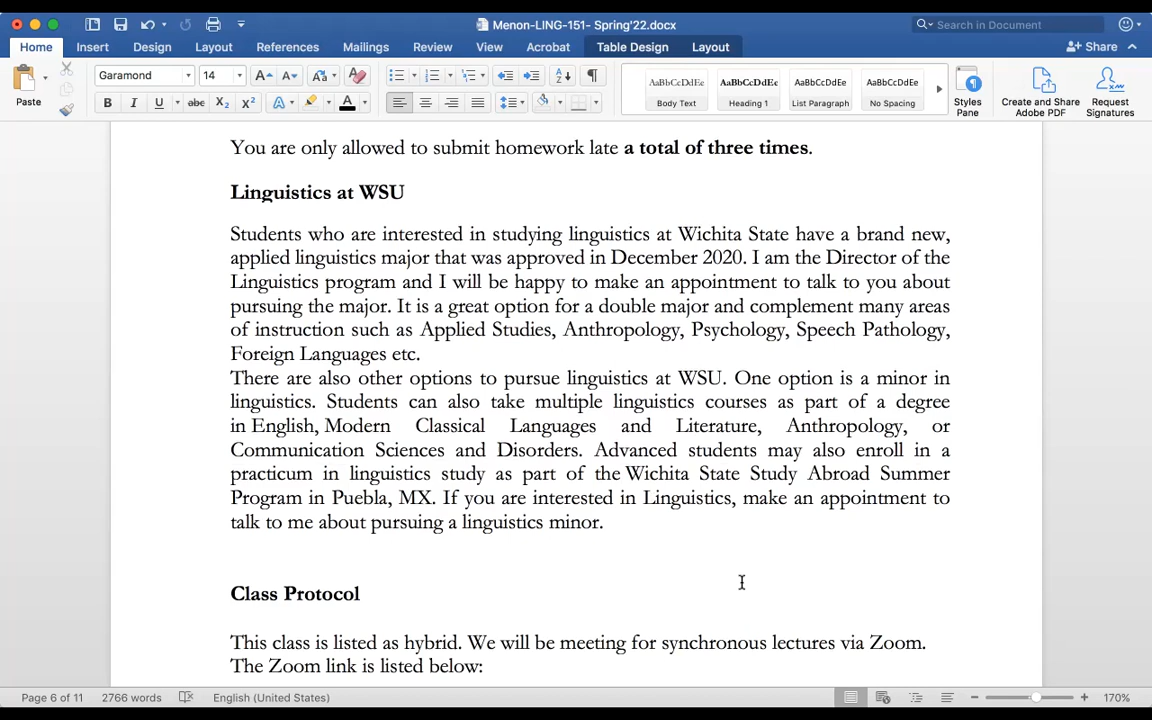 Menon-LING-151- Spring'22.docx
Search in Document
Home Insert Design Layout References Mailings Review View Acrobat Table Design Layout
Share
Paste
Garamond 14
B I U abc X₂ X²
AaBbCcDdEe AaBbCcDdEe AaBbCcDdE AaBbCcDdE
Body Text Heading 1 List Paragraph No Spacing
Styles Pane
Create and Share Adobe PDF
Request Signatures
You are only allowed to submit homework late a total of three times.
Linguistics at WSU
Students who are interested in studying linguistics at Wichita State have a brand new,
applied linguistics major that was approved in December 2020. I am the Director of the
Linguistics program and I will be happy to make an appointment to talk to you about
pursuing the major. It is a great option for a double major and complement many areas
of instruction such as Applied Studies, Anthropology, Psychology, Speech Pathology,
Foreign Languages etc.
There are also other options to pursue linguistics at WSU. One option is a minor in
linguistics. Students can also take multiple linguistics courses as part of a degree
in English, Modern Classical Languages and Literature, Anthropology, or
Communication Sciences and Disorders. Advanced students may also enroll in a
practicum in linguistics study as part of the Wichita State Study Abroad Summer
Program in Puebla, MX. If you are interested in Linguistics, make an appointment to
talk to me about pursuing a linguistics minor.
Class Protocol
This class is listed as hybrid. We will be meeting for synchronous lectures via Zoom.
The Zoom link is listed below:
Page 6 of 11 2766 words English (United States) 170%